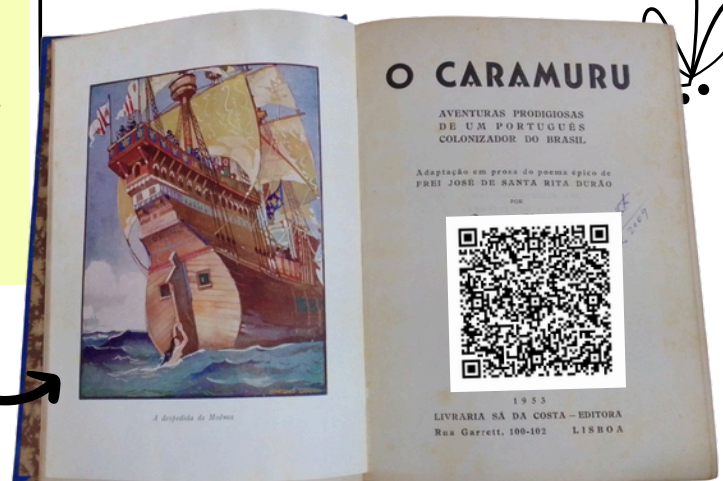 A despedida de Moêma
O CARAMURU
AVENTURAS PRODIGIOSAS
DE UM PORTUGUÊS
COLONIZADOR DO BRASIL
Adaptação em prosa do poema épico de
FREI JOSÉ DE SANTA RITA DURÃO
POR
2009
1953
LIVRARIA SÁ DA COSTA — EDITORA
Rua Garrett, 100-102 LISBOA